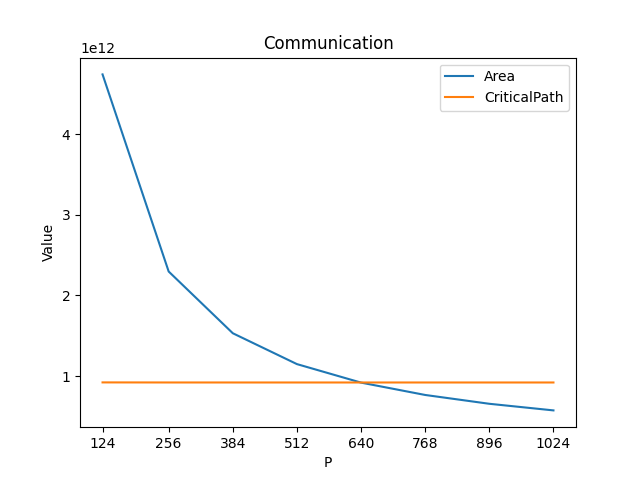 Communication
1e12
Area
CriticalPath
4
3
2
1
Value
124 256 384 512 640 768 896 1024
P